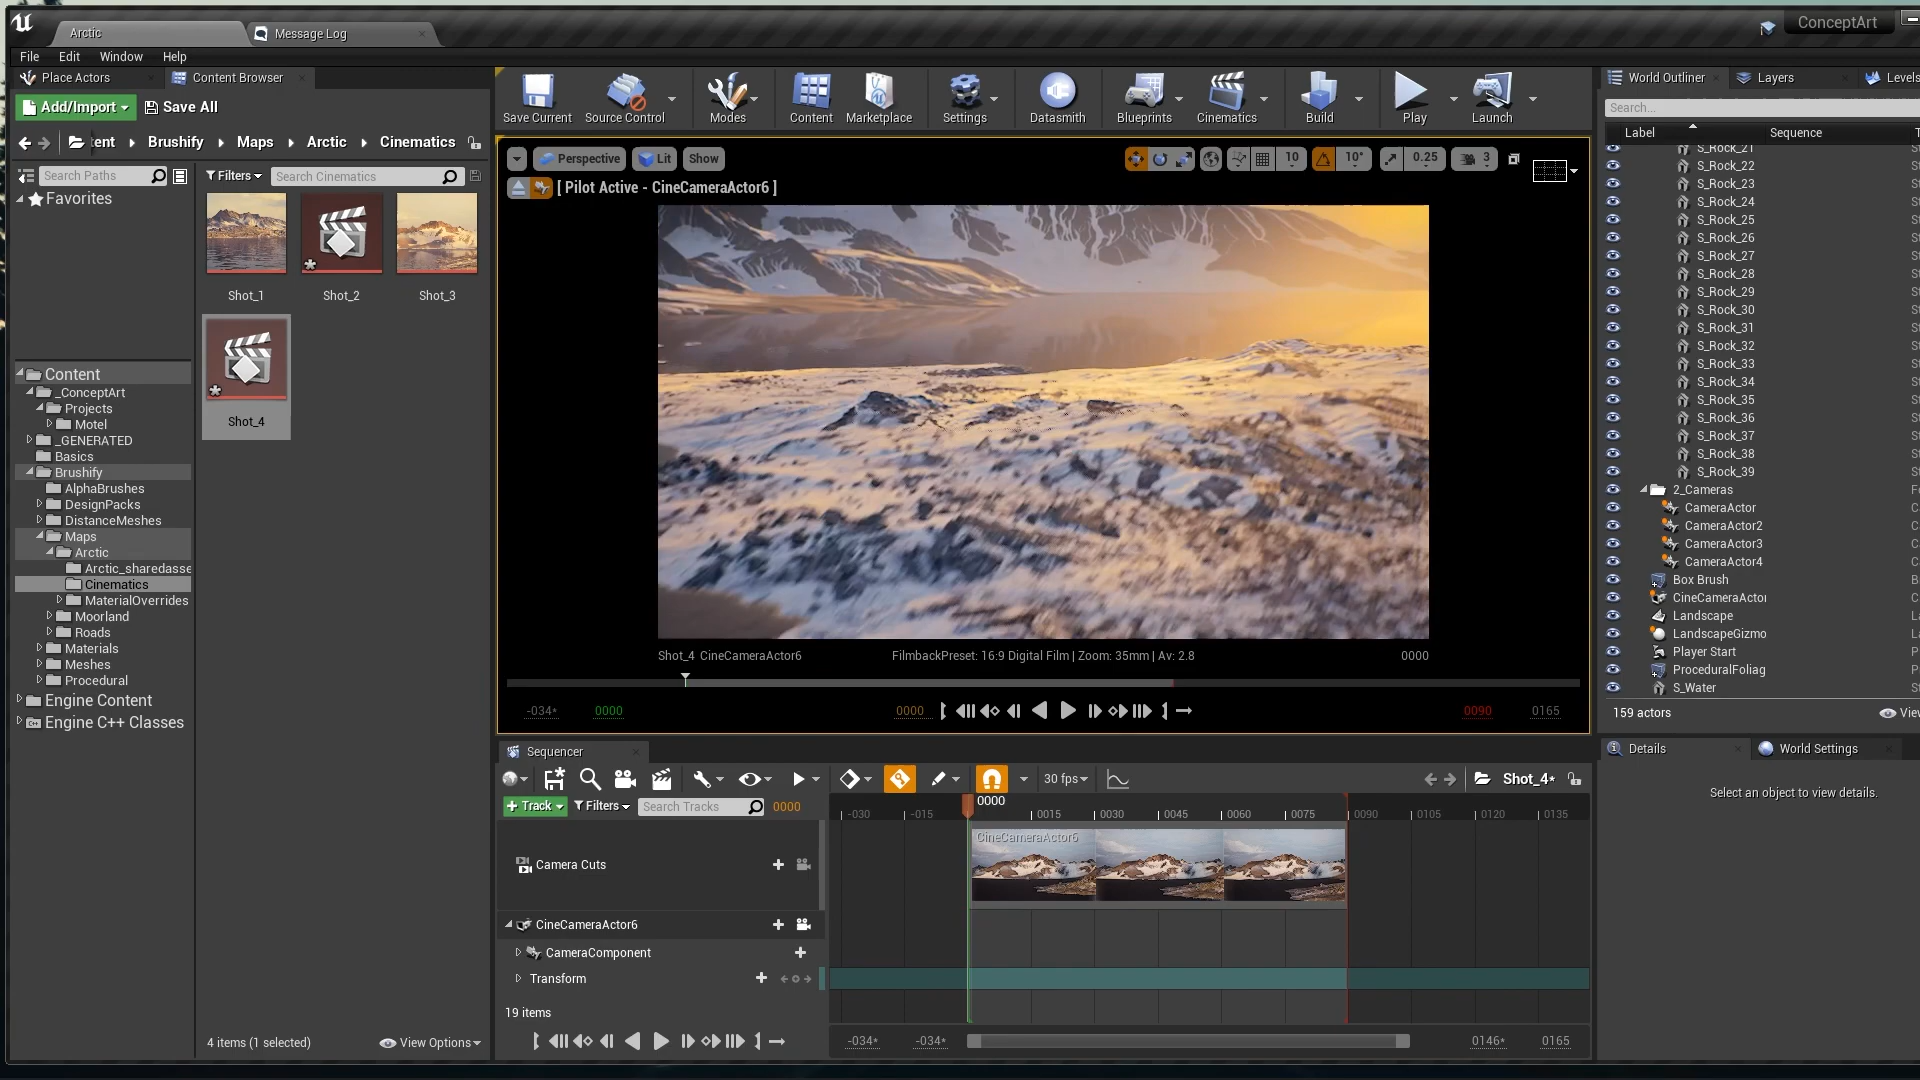 Arctic
Message Log
ConceptArt
File Edit Window Help
Place Actors
Content Browser
Add/Import
Save All
tent Brushify Maps Arctic Cinematics
Search Paths
Filters
Search Cinematics
Favorites
Shot_1
Shot_2
Shot_3
Shot_4
Content
_ConceptArt
Projects
Motel
_GENERATED
Basics
Brushify
AlphaBrushes
DesignPacks
DistanceMeshes
Maps
Arctic
Arctic_sharedasse
Cinematics
MaterialOverrides
Moorland
Roads
Materials
Meshes
Procedural
Engine Content
Engine C++ Classes
4 items (1 selected)
View Options
Save Current
Source Control
Modes
Content
Marketplace
Settings
Datasmith
Blueprints
Cinematics
Build
Play
Launch
Perspective
Lit
Show
10
10°
0.25
3
[ Pilot Active - CineCameraActor6 ]
Shot_4 CineCameraActor6
FilmbackPreset: 16:9 Digital Film | Zoom: 35mm | Av: 2.8
0000
-034*
0000
0000
0090
0165
Sequencer
30 fps
Shot_4*
Track
Filters
Search Tracks
0000
0000
-030 -015 0015 0030 0045 0060 0075 0090 0105 0120 0135
Camera Cuts
CineCameraActor6
CineCameraActor6
CameraComponent
Transform
19 items
-034*
-034*
0146*
0165
World Outliner
Layers
Levels
Search...
Label
Sequence
S_Rock_21
S_Rock_22
S_Rock_23
S_Rock_24
S_Rock_25
S_Rock_26
S_Rock_27
S_Rock_28
S_Rock_29
S_Rock_30
S_Rock_31
S_Rock_32
S_Rock_33
S_Rock_34
S_Rock_35
S_Rock_36
S_Rock_37
S_Rock_38
S_Rock_39
2_Cameras
CameraActor
CameraActor2
CameraActor3
CameraActor4
Box Brush
CineCameraActor
Landscape
LandscapeGizmo
Player Start
ProceduralFoliag
S_Water
159 actors
View
Details
World Settings
Select an object to view details.